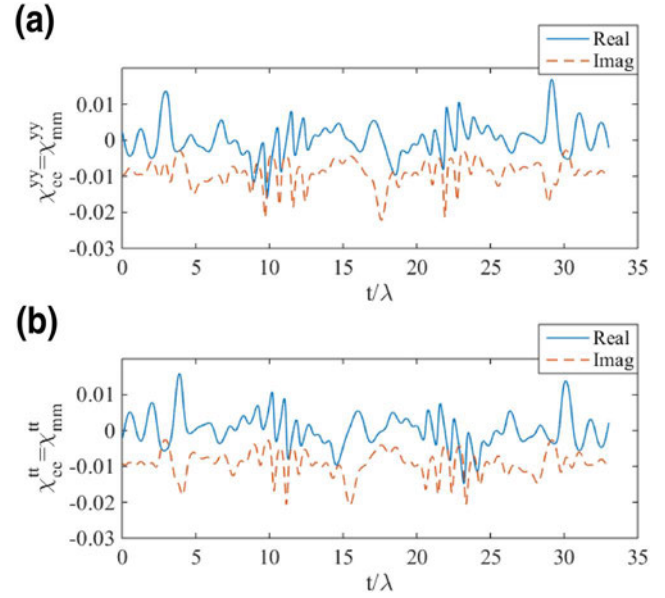 (a)
Real
Imag
χ_ee^yy=χ_mm^yy
0.01
0
-0.01
-0.02
-0.03
0 5 10 15 20 25 30 35
t/λ
(b)
Real
Imag
χ_ee^tt=χ_mm^tt
0.01
0
-0.01
-0.02
-0.03
0 5 10 15 20 25 30 35
t/λ